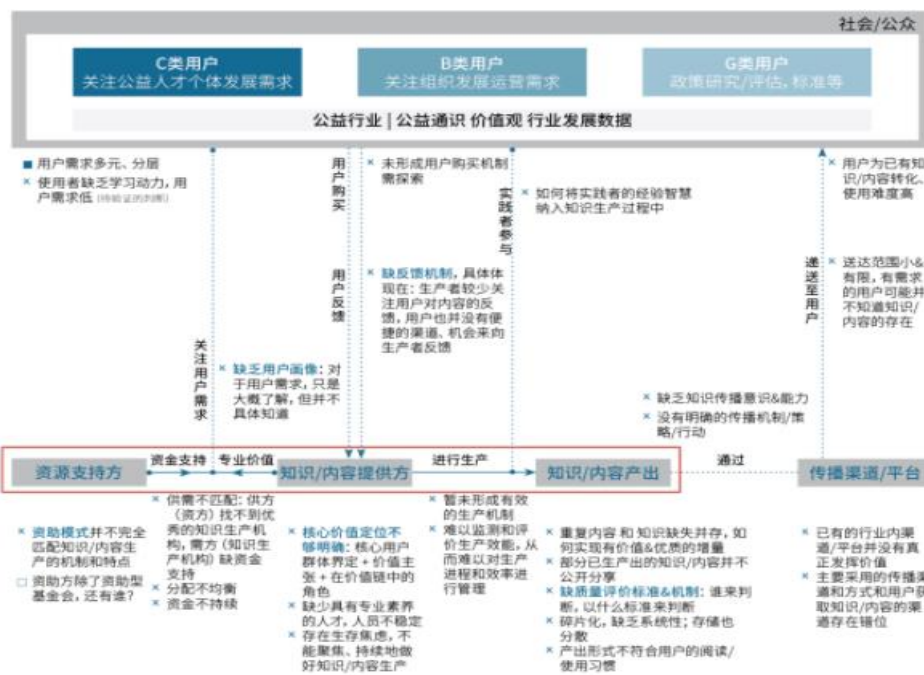 社会/公众
C类用户
关注公益人才个体发展需求
B类用户
关注组织发展运营需求
G类用户
政策研究/评估，标准等
公益行业 | 公益通识 价值观 行业发展数据
■ 用户需求多元、分层
× 使用者缺乏学习动力，用
户需求低 (待验证的判断)
用户购买
× 未形成用户购买机制
需探索
实践者参与
× 如何将实践者的经验智慧
纳入知识生产过程中
× 用户为已有知
识/内容转化、
使用难度高
用户反馈
× 缺反馈机制，具体体
现在：生产者较少关
注用户对内容的反
馈，用户也并没有便
捷的渠道、机会来向
生产者反馈
递送至用户
× 送达范围小&
有限，有需求
的用户可能并
不知道知识/
内容的存在
关注用户需求
× 缺乏用户画像：对
于用户需求，只是
大概了解，但并不
具体知道
× 缺乏知识传播意识&能力
× 没有明确的传播机制/策
略/行动
资源支持方
资金支持
专业价值
知识/内容提供方
进行生产
知识/内容产出
通过
传播渠道/平台
× 资助模式并不完全
匹配知识/内容生
产的机制和特点
□ 资助方除了资助型
基金会，还有谁？
× 供需不匹配：供方
（资方）找不到优
秀的知识生产机
构，需方（知识生
产机构）缺资金
支持
× 分配不均衡
× 资金不持续
× 核心价值定位不
够明确：核心用户
群体界定 + 价值主
张 + 在价值链中的
角色
× 缺少具有专业素养
的人才，人员不稳定
× 存在生存焦虑，不
能聚焦、持续地做
好知识/内容生产
× 暂未形成有效
的生产机制
× 难以监测和评
价生产效能，从
而难以对生产
进程和效率进
行管理
× 重复内容 和 知识缺失并存，如
何实现有价值&优质的增量
× 部分已生产出的知识/内容并不
公开分享
× 缺质量评价标准&机制：谁来判
断，以什么标准来判断
× 碎片化，缺乏系统性；存储也
分散
× 产出形式不符合用户的阅读/
使用习惯
× 已有的行业内渠
道/平台并没有真
正发挥价值
× 主要采用的传播渠
道和方式和用户获
取知识/内容的渠
道存在错位